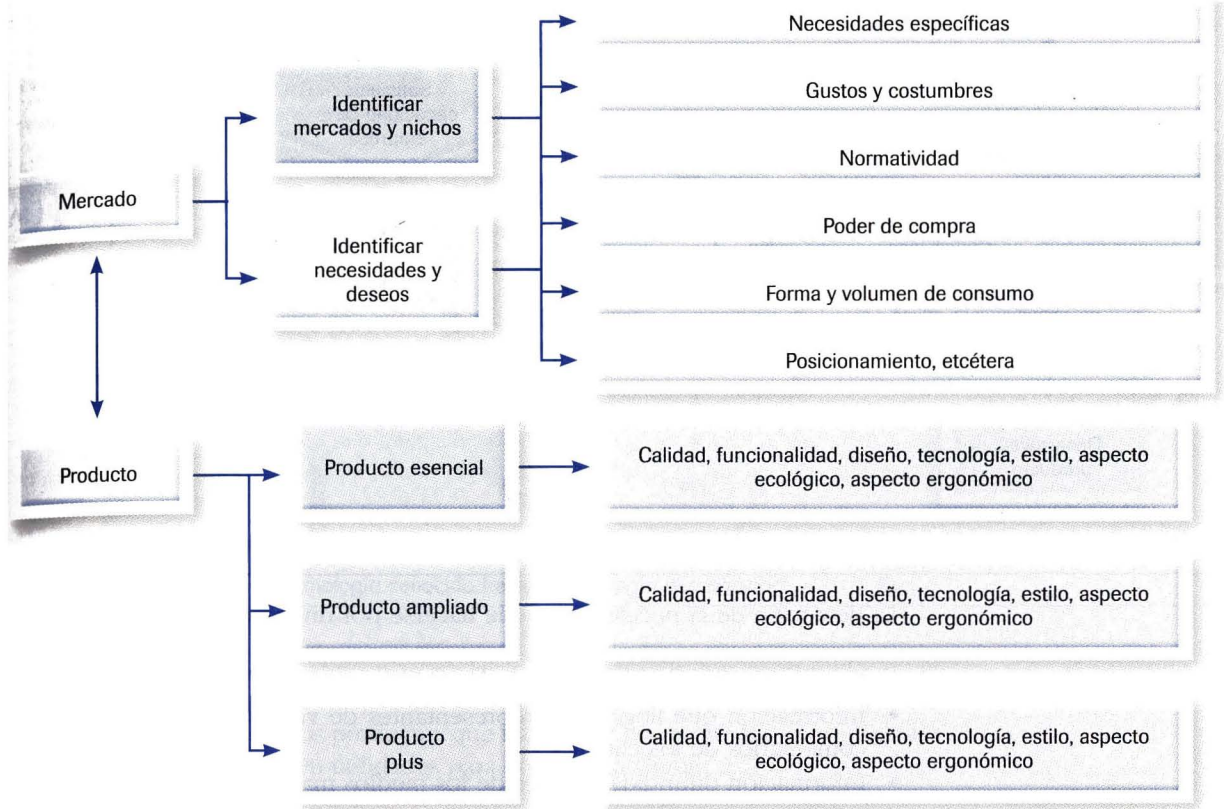 Mercado
Identificar
mercados y nichos
Identificar
necesidades y
deseos
Necesidades específicas
Gustos y costumbres
Normatividad
Poder de compra
Forma y volumen de consumo
Posicionamiento, etcétera
Producto
Producto esencial
Calidad, funcionalidad, diseño, tecnología, estilo, aspecto
ecológico, aspecto ergonómico
Producto ampliado
Calidad, funcionalidad, diseño, tecnología, estilo, aspecto
ecológico, aspecto ergonómico
Producto
plus
Calidad, funcionalidad, diseño, tecnología, estilo, aspecto
ecológico, aspecto ergonómico